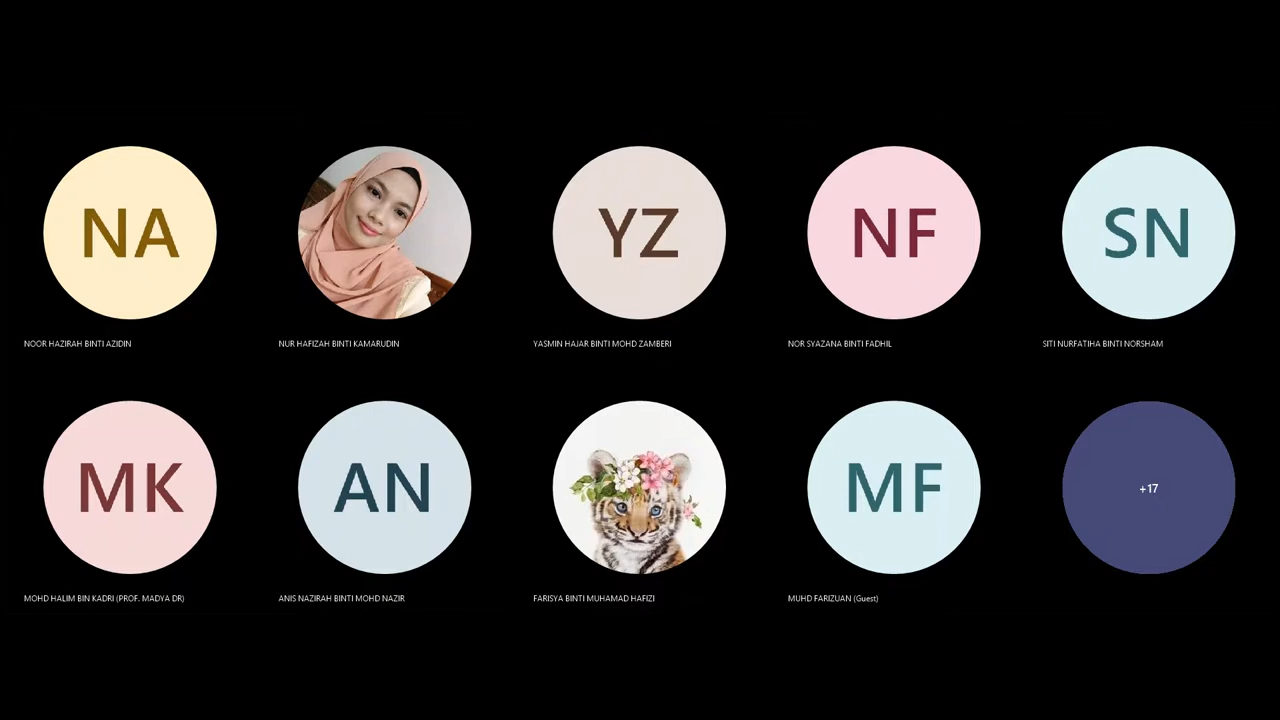 NA
YZ
NF
SN
NOOR HAZIRAH BINTI AZIDIN
NUR HAFIZAH BINTI KAMARUDIN
YASMIN HAJAR BINTI MOHD ZAMBERI
NOR SYAZANA BINTI FADHIL
SITI NURFATIHA BINTI NORSHAM
MK
AN
MF
+17
MOHD HALIM BIN KADRI (PROF. MADYA DR)
ANIS NAZIRAH BINTI MOHD NAZIR
FARISYA BINTI MUHAMAD HAFIZI
MUHD FARIZUAN (Guest)